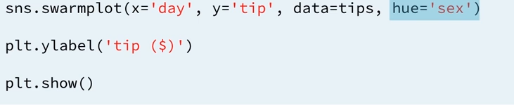 sns.swarmplot(x='day', y='tip', data=tips, hue='sex')
plt.ylabel('tip ($)')
plt.show()